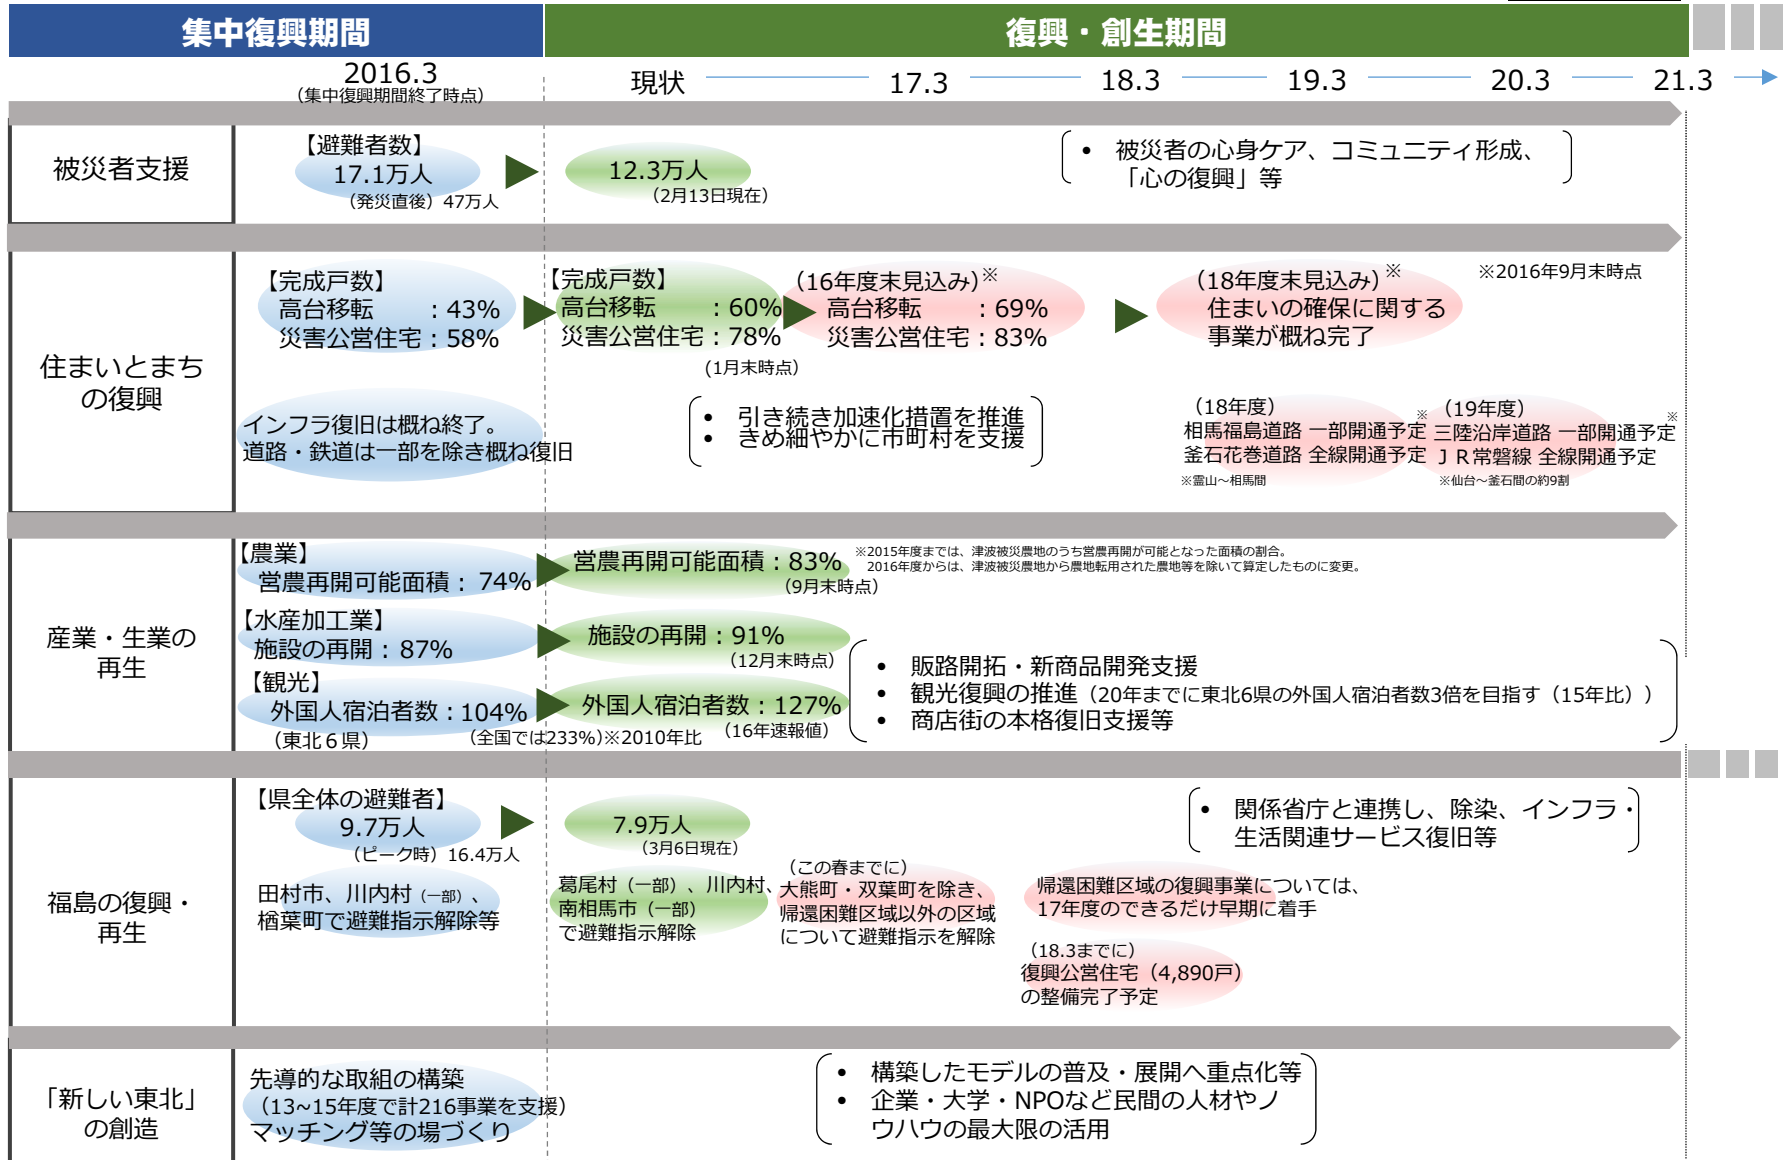 集中復興期間
復興・創生期間
2016.3
（集中復興期間終了時点）
現状
17.3
18.3
19.3
20.3
21.3
被災者支援
【避難者数】
17.1万人
（発災直後）47万人
12.3万人
（2月13日現在）
• 被災者の心身ケア、コミュニティ形成、
「心の復興」等
住まいとまち
の復興
【完成戸数】
高台移転　　：43%
災害公営住宅：58%
【完成戸数】
高台移転　　：60%
災害公営住宅：78%
（1月末時点）
（16年度末見込み）※
高台移転　　：69%
災害公営住宅：83%
（18年度末見込み）※
住まいの確保に関する
事業が概ね完了
※2016年9月末時点
インフラ復旧は概ね終了。
道路・鉄道は一部を除き概ね復旧
• 引き続き加速化措置を推進
• きめ細やかに市町村を支援
（18年度）
相馬福島道路 一部開通予定※
釜石花巻道路 全線開通予定
※霊山～相馬間
（19年度）
三陸沿岸道路 一部開通予定※
ＪＲ常磐線 全線開通予定
※仙台～釜石間の約9割
産業・生業の
再生
【農業】
営農再開可能面積：74%
営農再開可能面積：83%
（9月末時点）
※2015年度までは、津波被災農地のうち営農再開が可能となった面積の割合。
2016年度からは、津波被災農地から農地転用された農地等を除いて算定したものに変更。
【水産加工業】
施設の再開：87%
施設の再開：91%
（12月末時点）
【観光】
外国人宿泊者数：104%
（東北６県）
（全国では233%）※2010年比
外国人宿泊者数：127%
（16年速報値）
• 販路開拓・新商品開発支援
• 観光復興の推進（20年までに東北6県の外国人宿泊者数3倍を目指す（15年比））
• 商店街の本格復旧支援等
福島の復興・
再生
【県全体の避難者】
9.7万人
（ピーク時）16.4万人
7.9万人
（3月6日現在）
• 関係省庁と連携し、除染、インフラ・
生活関連サービス復旧等
田村市、川内村（一部）、
楢葉町で避難指示解除等
葛尾村（一部）、川内村、
南相馬市（一部）
で避難指示解除
（この春までに）
大熊町・双葉町を除き、
帰還困難区域以外の区域
について避難指示を解除
帰還困難区域の復興事業については、
17年度のできるだけ早期に着手
（18.3までに）
復興公営住宅（4,890戸）
の整備完了予定
「新しい東北」
の創造
先導的な取組の構築
（13~15年度で計216事業を支援）
マッチング等の場づくり
• 構築したモデルの普及・展開へ重点化等
• 企業・大学・NPOなど民間の人材やノ
ウハウの最大限の活用